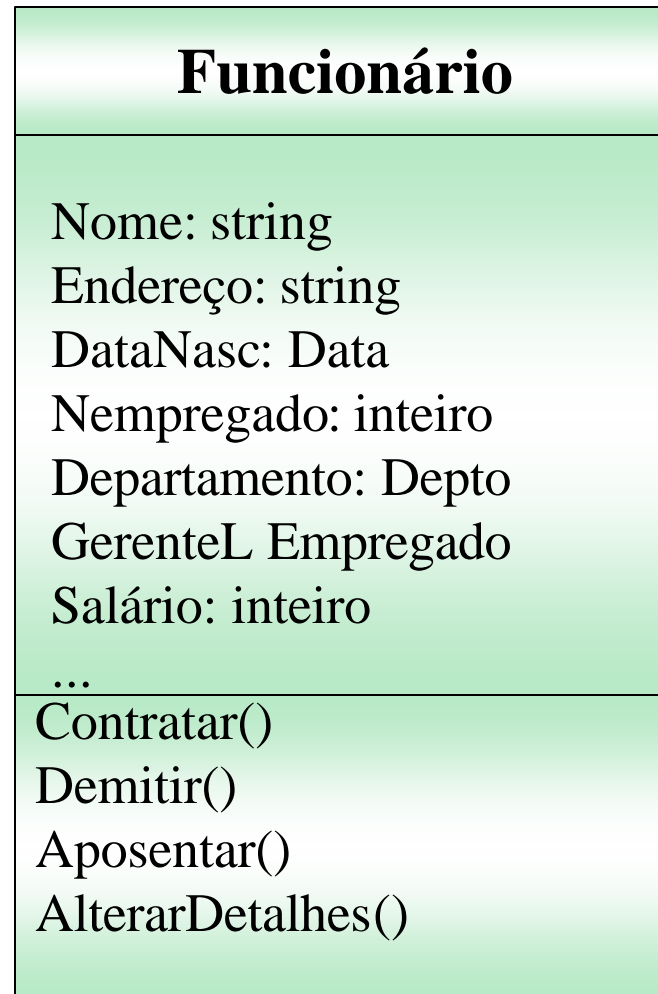 Funcionário
Nome: string
Endereço: string
DataNasc: Data
Nempregado: inteiro
Departamento: Depto
GerenteL Empregado
Salário: inteiro
...
Contratar()
Demitir()
Aposentar()
AlterarDetalhes()